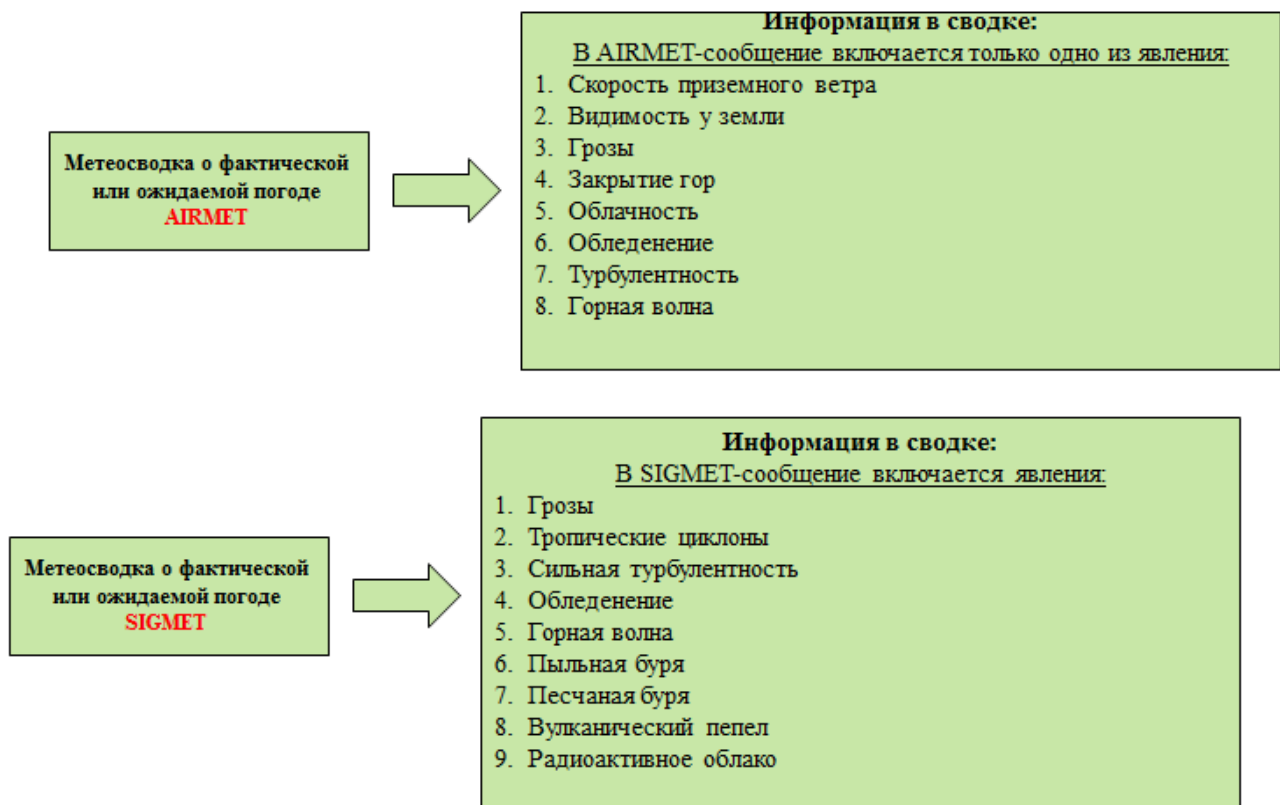 Информация в сводке:
В AIRMET-сообщение включается только одно из явления:
1. Скорость приземного ветра
2. Видимость у земли
3. Грозы
4. Закрытие гор
5. Облачность
6. Обледенение
7. Турбулентность
8. Горная волна
Метеосводка о фактической
или ожидаемой погоде
AIRMET
Информация в сводке:
В SIGMET-сообщение включается явления:
1. Грозы
2. Тропические циклоны
3. Сильная турбулентность
4. Обледенение
5. Горная волна
6. Пыльная буря
7. Песчаная буря
8. Вулканический пепел
9. Радиоактивное облако
Метеосводка о фактической
или ожидаемой погоде
SIGMET